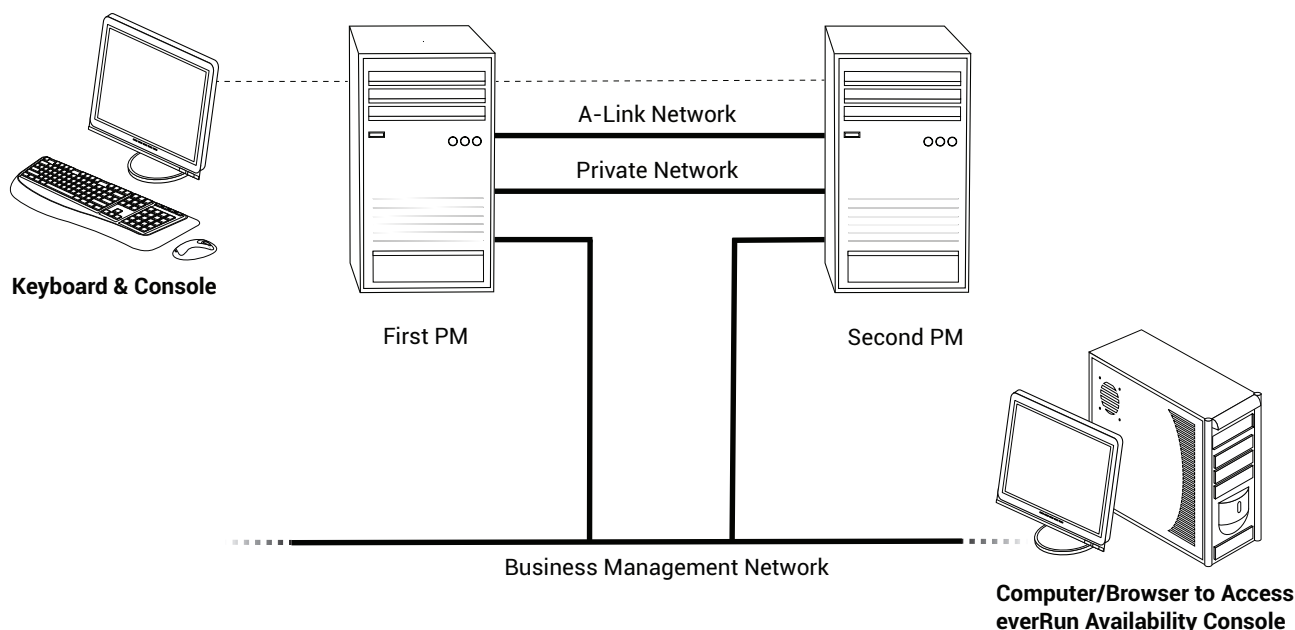 A-Link Network
Private Network
Keyboard & Console
First PM
Second PM
Business Management Network
Computer/Browser to Access
everRun Availability Console